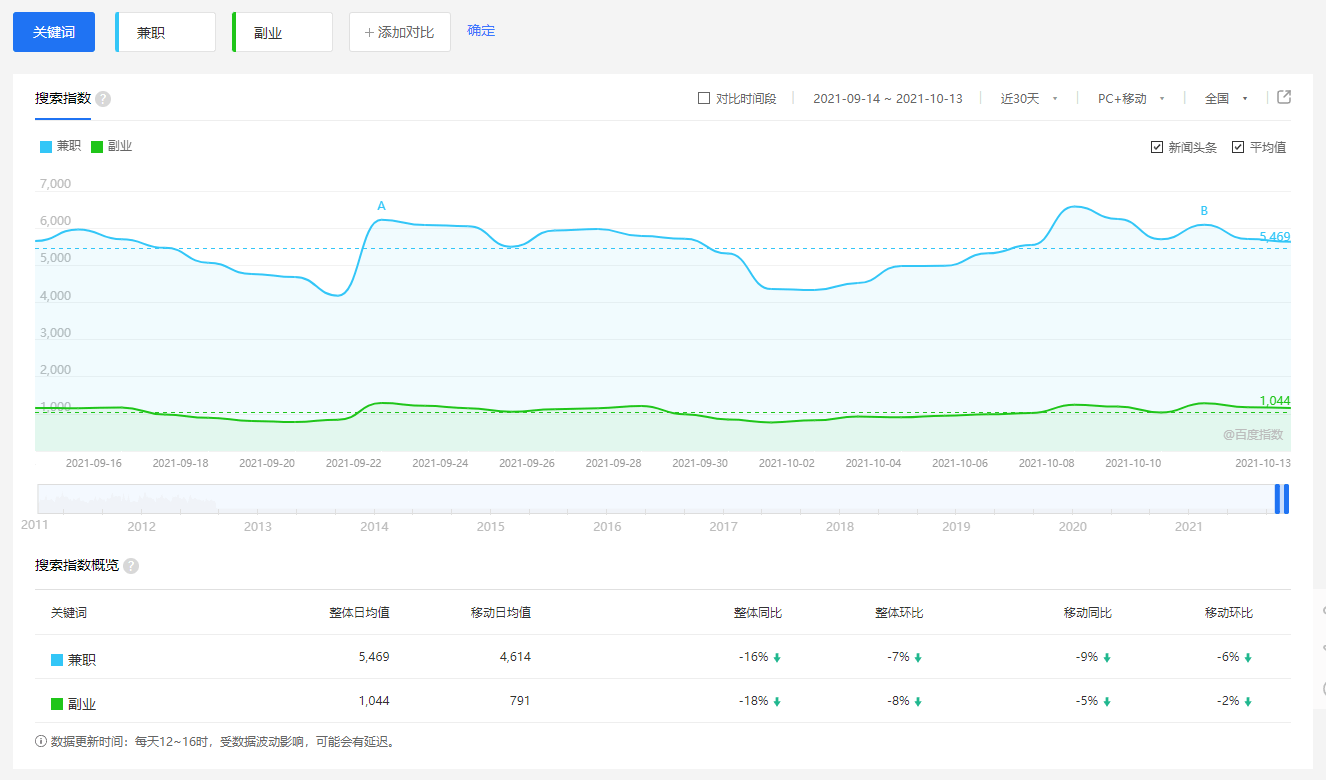 关键词 兼职 副业 +添加对比 确定
搜索指数 ? 对比时间段 2021-09-14 ~ 2021-10-13 近30天 PC+移动 全国
兼职 副业 新闻头条 平均值
7,000
A B
6,000
5,469
5,000
4,000
3,000
2,000
1,044
1,000
@百度指数
2021-09-16 2021-09-18 2021-09-20 2021-09-22 2021-09-24 2021-09-26 2021-09-28 2021-09-30 2021-10-02 2021-10-04 2021-10-06 2021-10-08 2021-10-10 2021-10-13
2011 2012 2013 2014 2015 2016 2017 2018 2019 2020 2021
搜索指数概览 ?
关键词 整体日均值 移动日均值 整体同比 整体环比 移动同比 移动环比
兼职 5,469 4,614 -16% -7% -9% -6%
副业 1,044 791 -18% -8% -5% -2%
数据更新时间：每天12~16时，受数据波动影响，可能会有延迟。